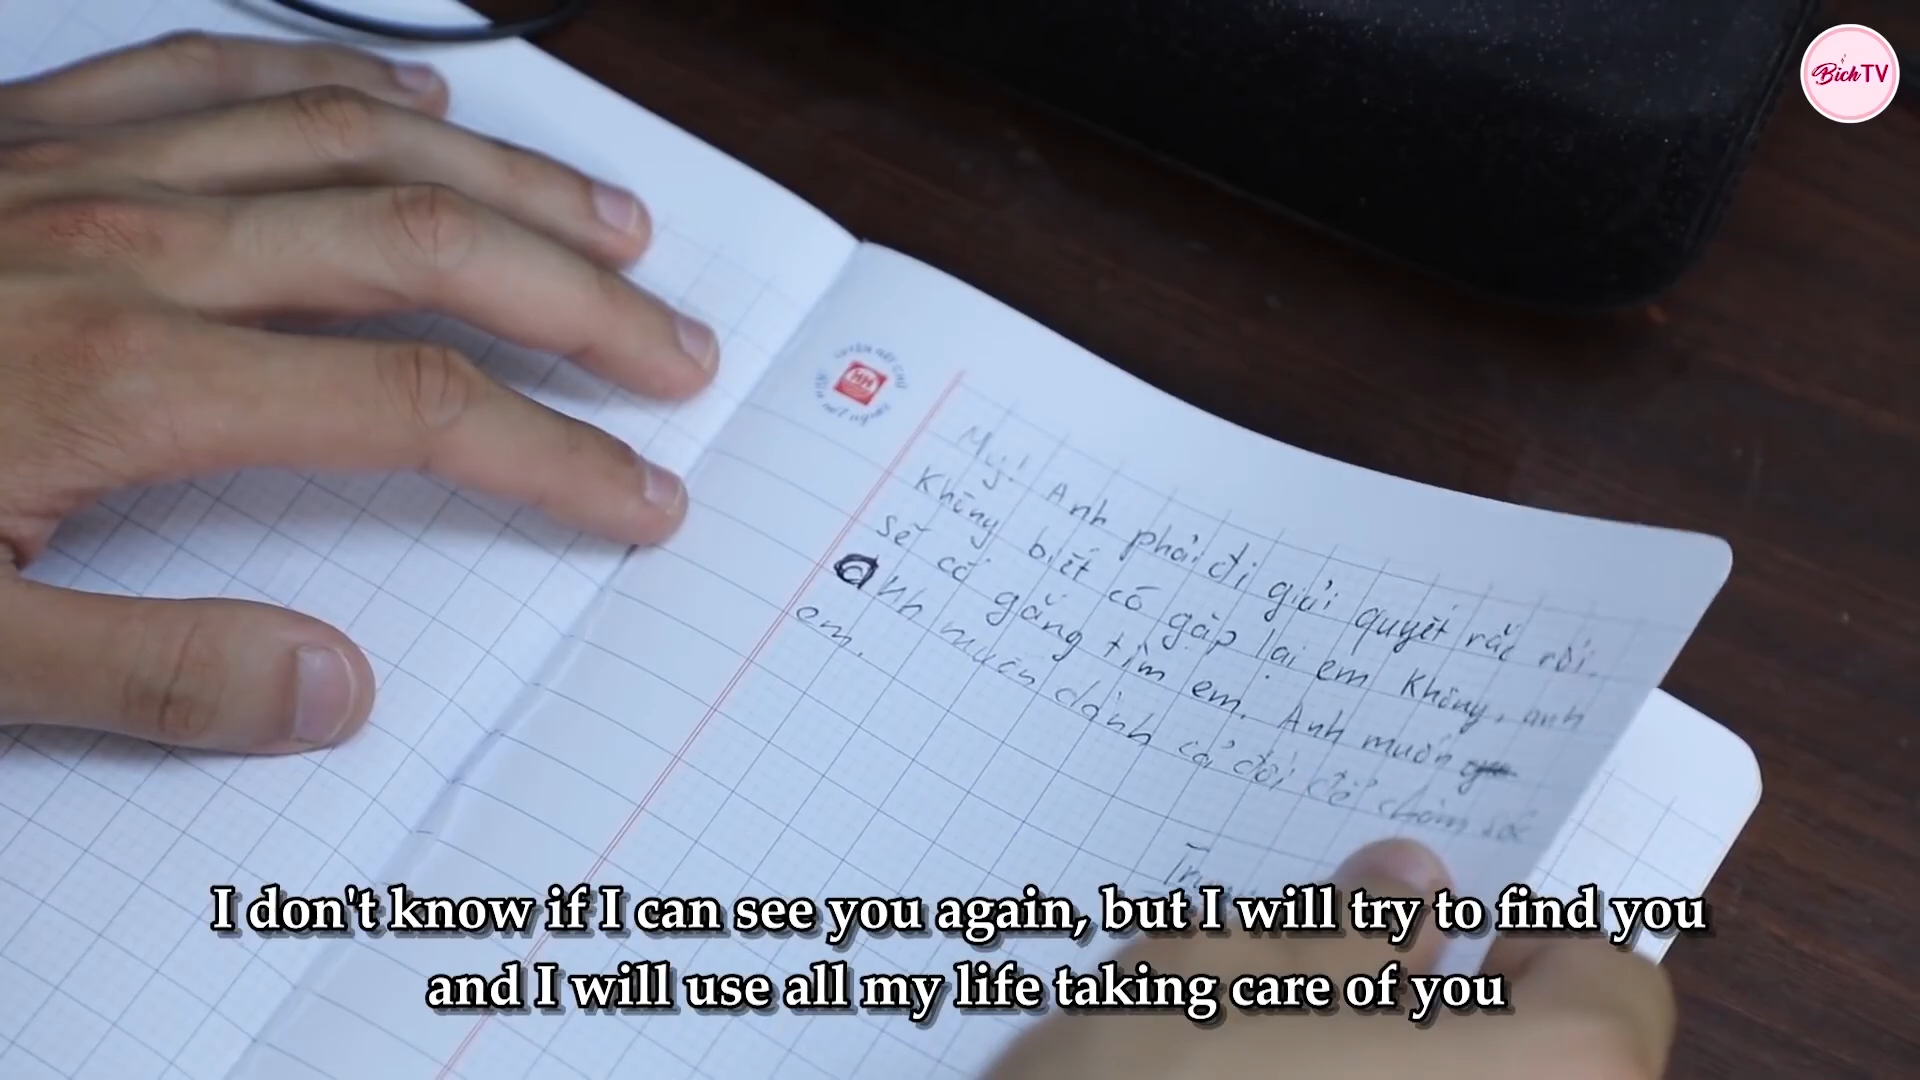 BichTV
HH
Mỹ! Anh phải đi giải quyết rắc rối.
Không biết có gặp lại em không, anh
sẽ cố gắng tìm em. Anh muốn
anh muốn dành cả đời để chăm sóc
em.
I don't know if I can see you again, but I will try to find you
and I will use all my life taking care of you